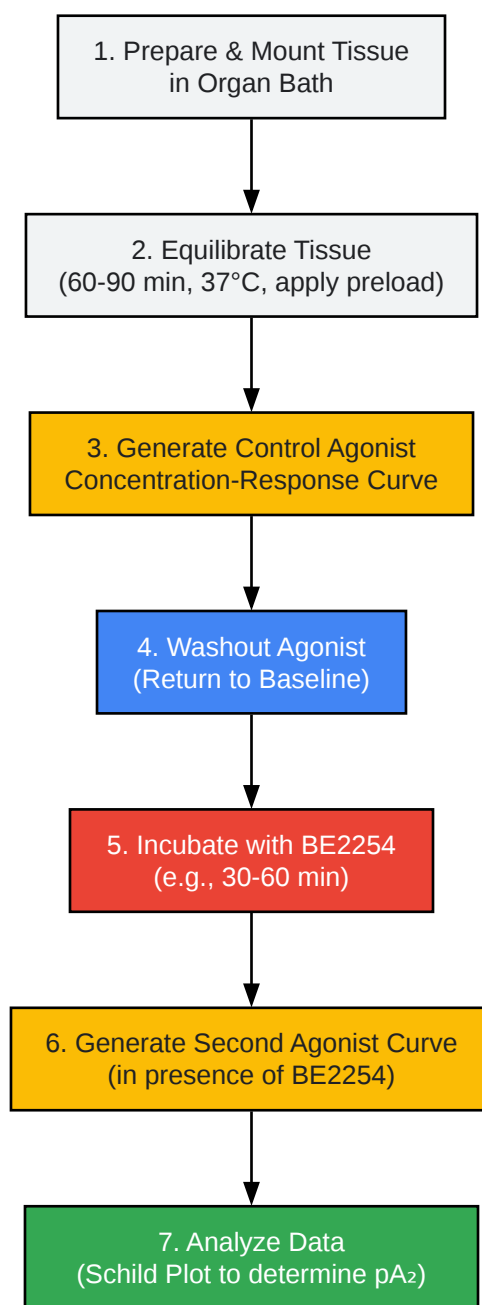 1. Prepare & Mount Tissue
in Organ Bath
2. Equilibrate Tissue
(60-90 min, 37°C, apply preload)
3. Generate Control Agonist
Concentration-Response Curve
4. Washout Agonist
(Return to Baseline)
5. Incubate with BE2254
(e.g., 30-60 min)
6. Generate Second Agonist Curve
(in presence of BE2254)
7. Analyze Data
(Schild Plot to determine pA₂)